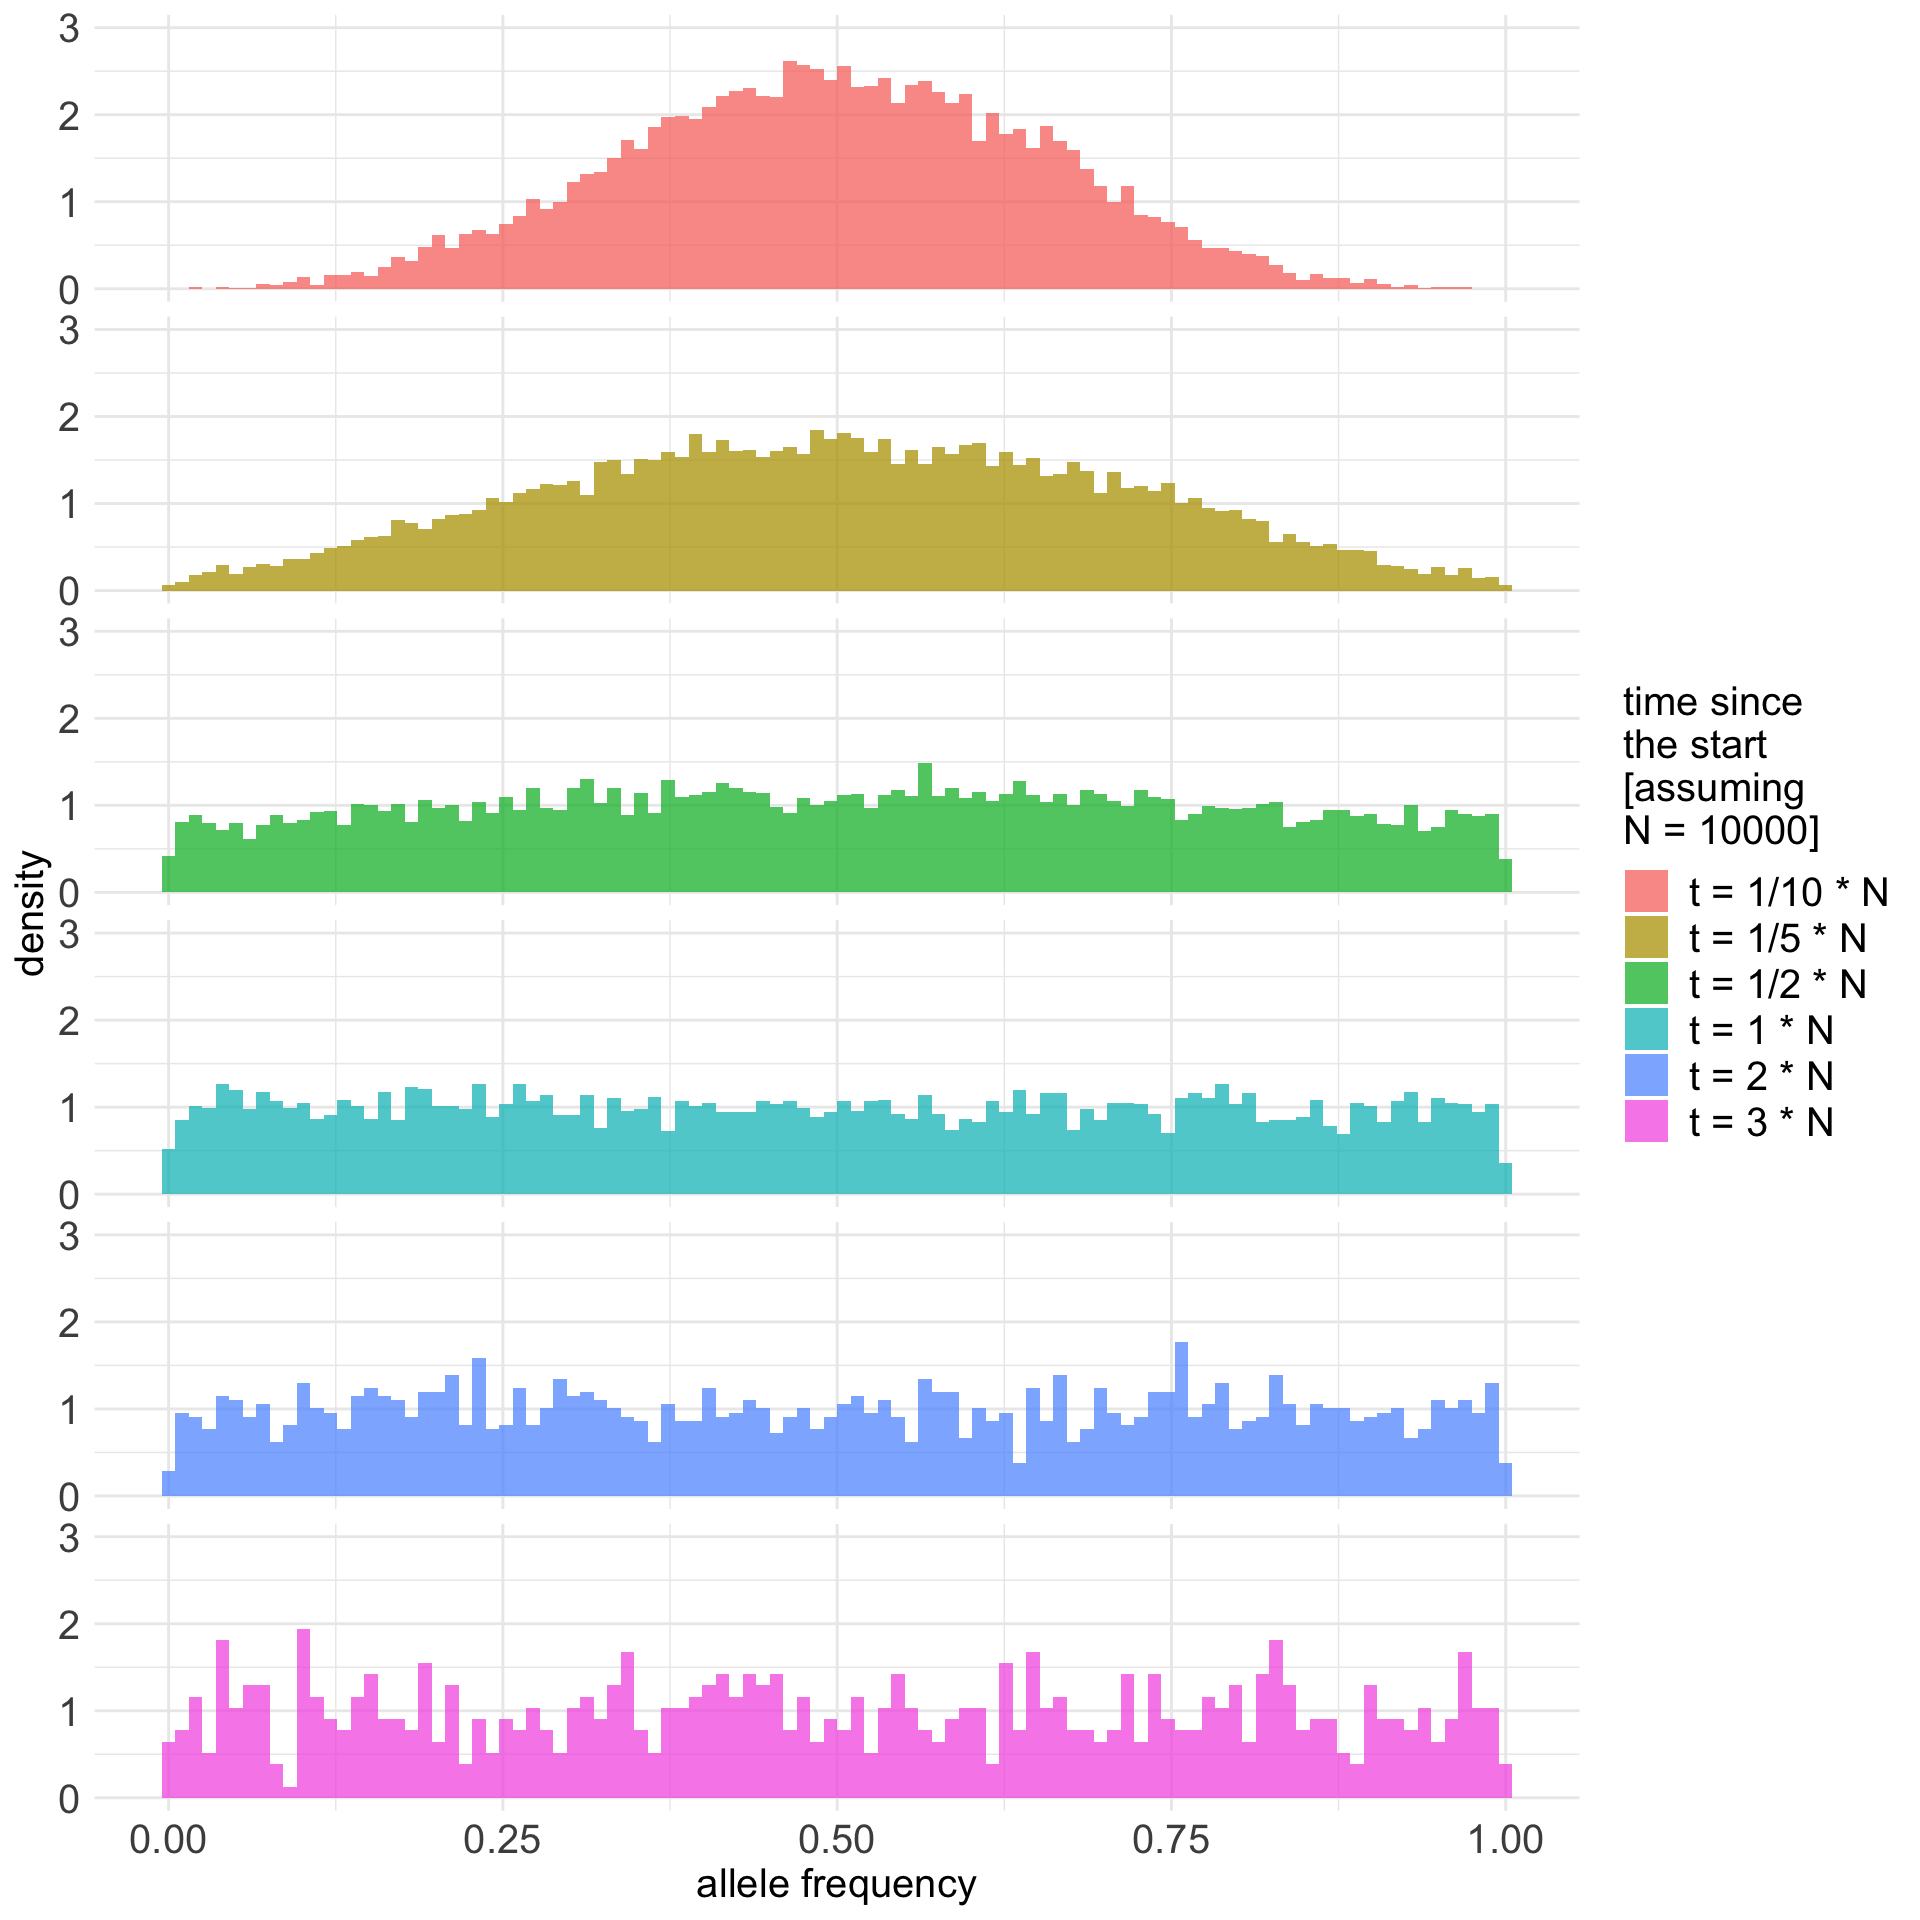 3
2
1
0
3
2
1
0
3
2
1
0
3
2
1
0
3
2
1
0
3
2
1
0
density
0.00 0.25 0.50 0.75 1.00
allele frequency
time since
the start
[assuming
N = 10000]
t = 1/10 * N
t = 1/5 * N
t = 1/2 * N
t = 1 * N
t = 2 * N
t = 3 * N